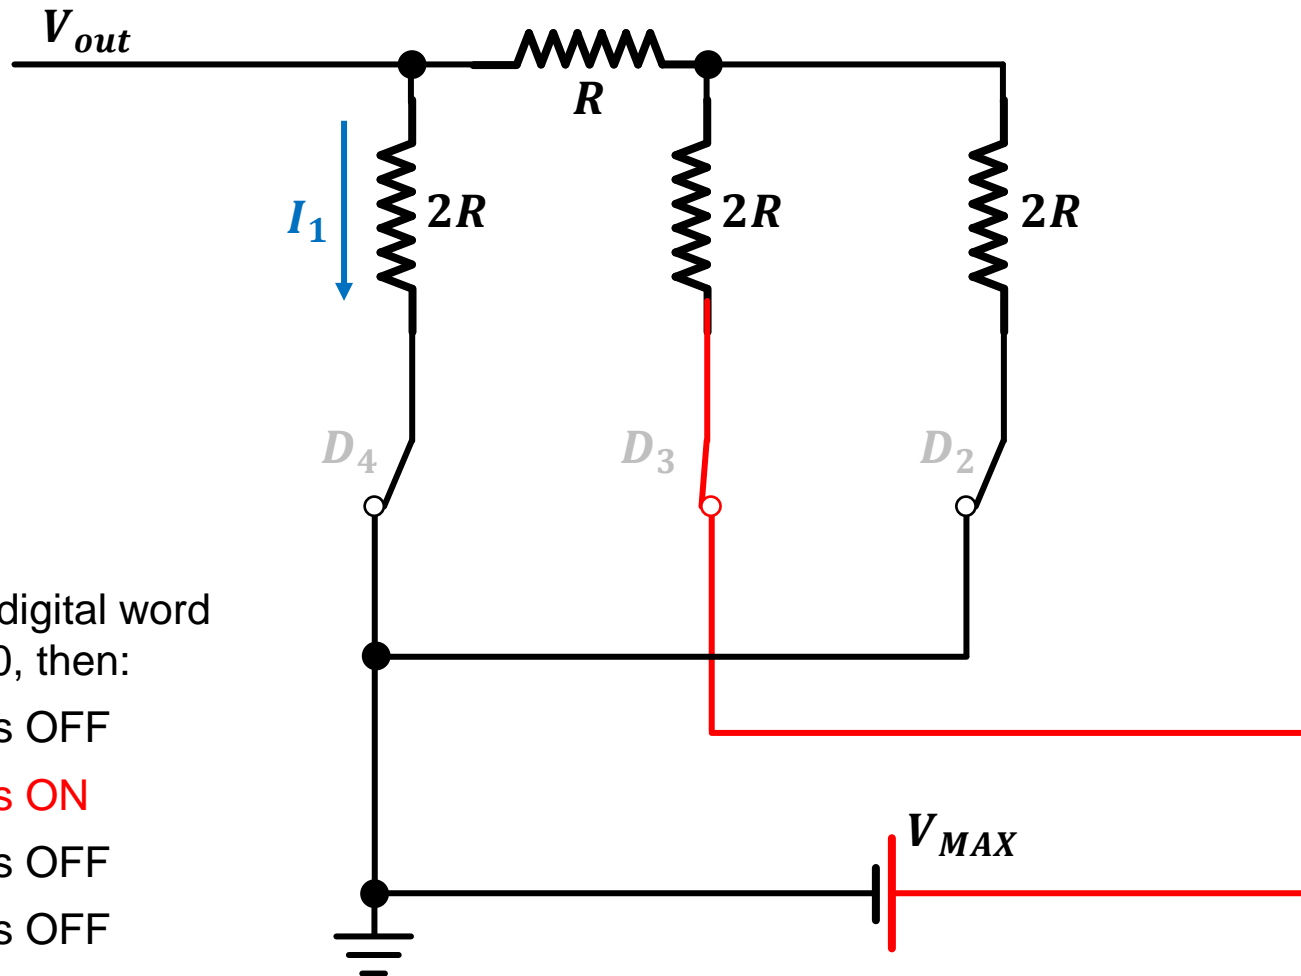 V_out
R
I_1
2R
2R
2R
D_4
D_3
D_2
digital word
0, then:
s OFF
s ON
s OFF
s OFF
V_MAX